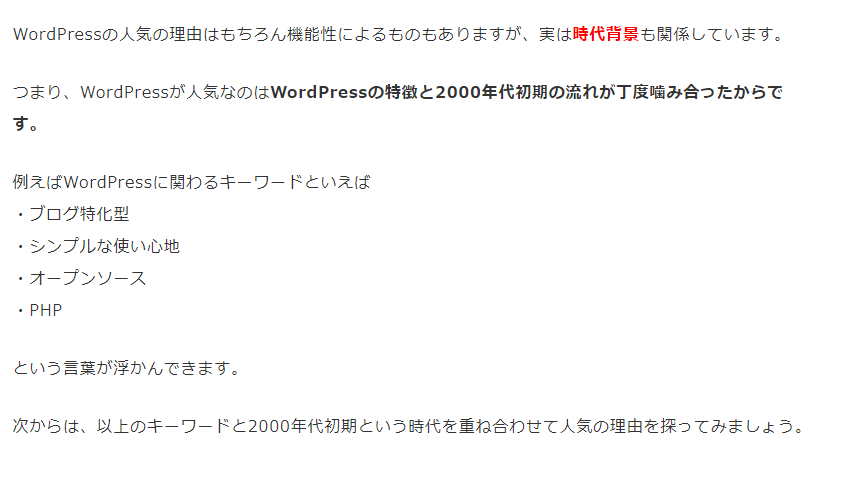 WordPressの人気の理由はもちろん機能性によるものもありますが、実は時代背景も関係しています。
つまり、WordPressが人気なのはWordPressの特徴と2000年代初期の流れが丁度噛み合ったからで
す。
例えばWordPressに関わるキーワードといえば
・ブログ特化型
・シンプルな使い心地
・オープンソース
・PHP
という言葉が浮かんできます。
次からは、以上のキーワードと2000年代初期という時代を重ね合わせて人気の理由を探ってみましょう。